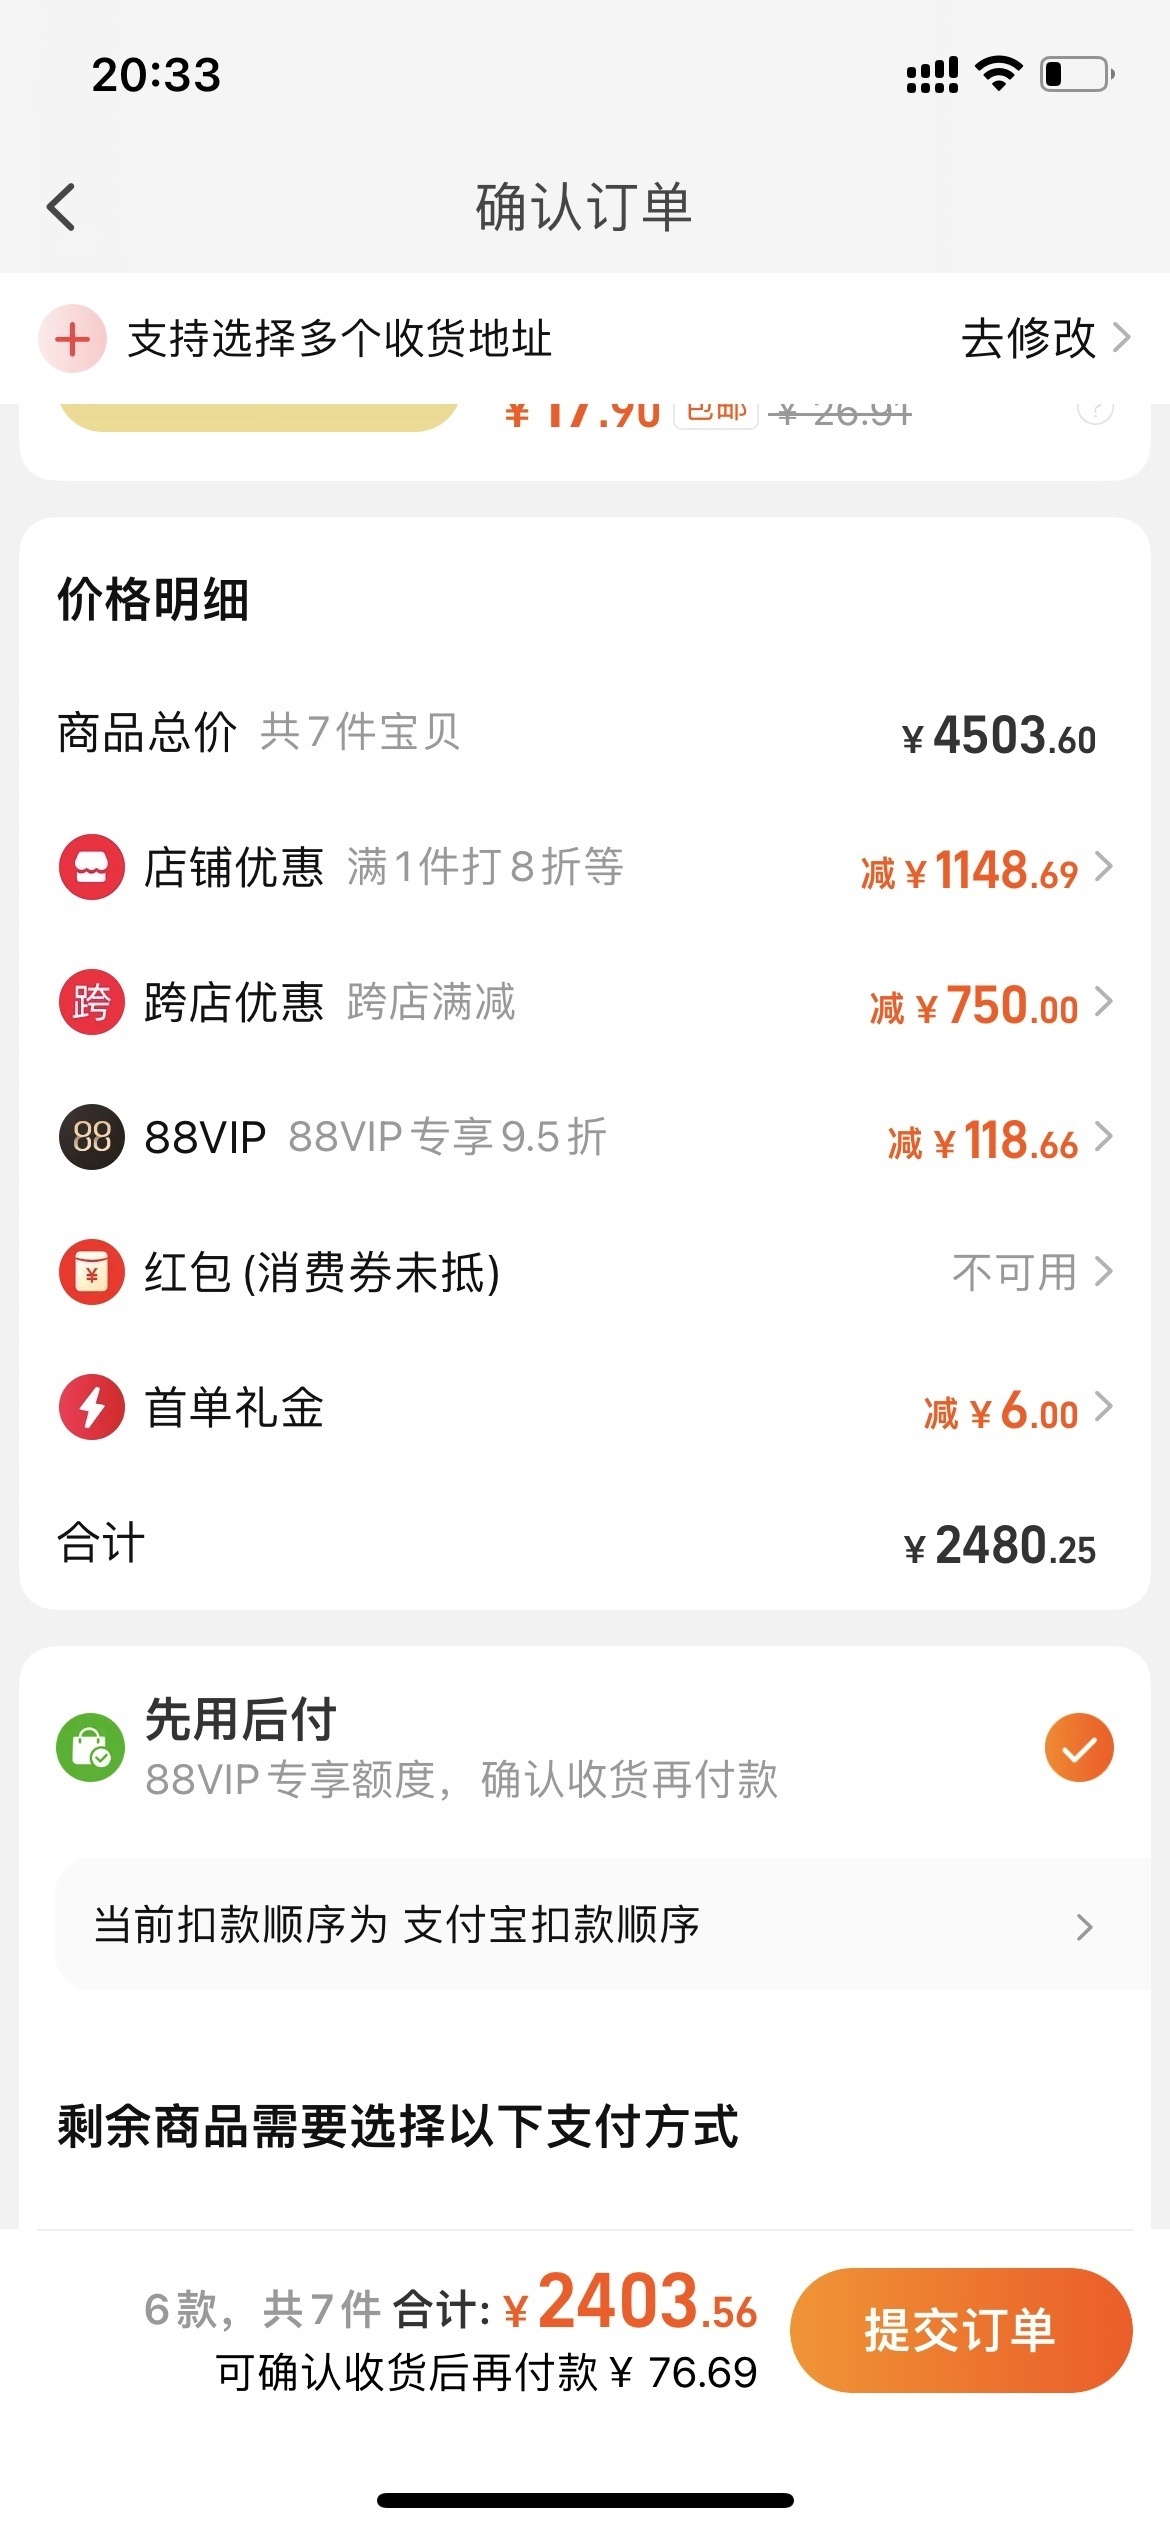 20:33
确认订单
支持选择多个收货地址 去修改
¥17.90 包邮 ¥26.91
价格明细
商品总价 共7件宝贝 ¥4503.60
店铺优惠 满1件打8折等 减¥1148.69
跨 跨店优惠 跨店满减 减¥750.00
88 88VIP 88VIP专享9.5折 减¥118.66
¥ 红包(消费券未抵) 不可用
首单礼金 减¥6.00
合计 ¥2480.25
先用后付
88VIP专享额度，确认收货再付款
当前扣款顺序为 支付宝扣款顺序
剩余商品需要选择以下支付方式
6款，共7件 合计:¥2403.56
可确认收货后再付款¥ 76.69
提交订单